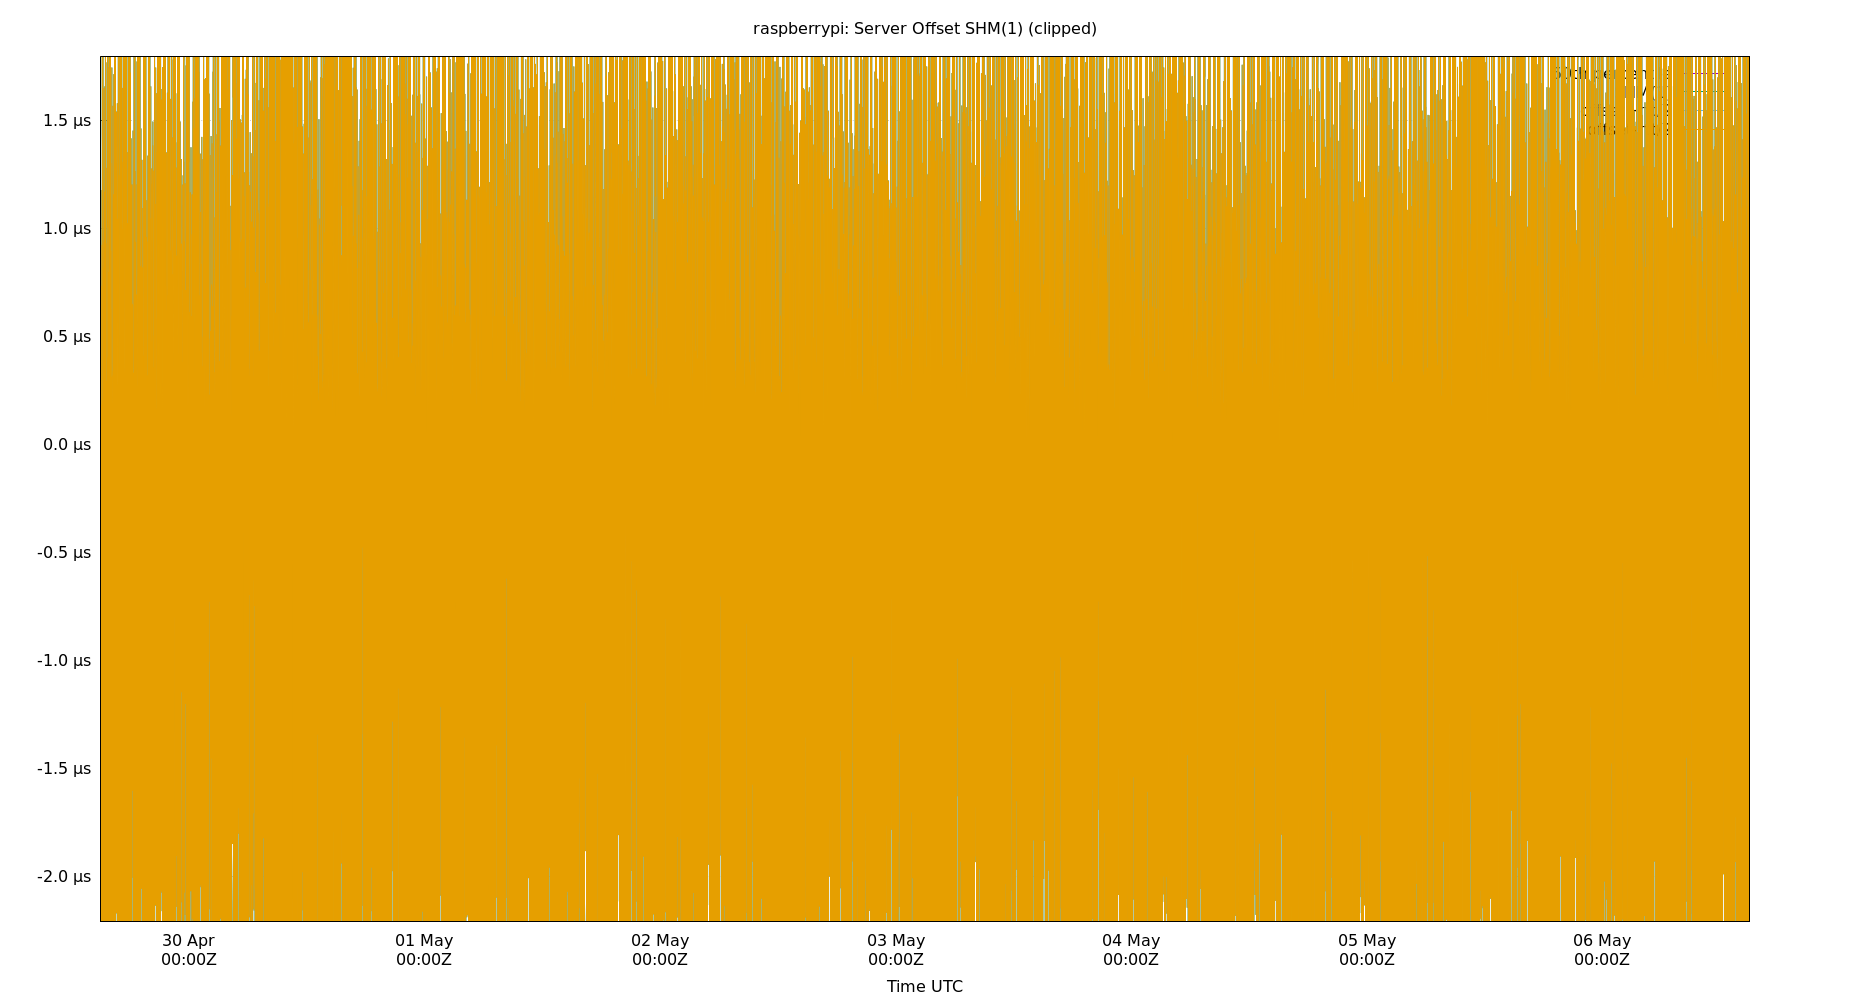 raspberrypi: Server Offset SHM(1) (clipped)
1.5 µs
1.0 µs
0.5 µs
0.0 µs
-0.5 µs
-1.0 µs
-1.5 µs
-2.0 µs
30 Apr 01 May 02 May 03 May 04 May 05 May 06 May
00:00Z 00:00Z 00:00Z 00:00Z 00:00Z 00:00Z 00:00Z
Time UTC